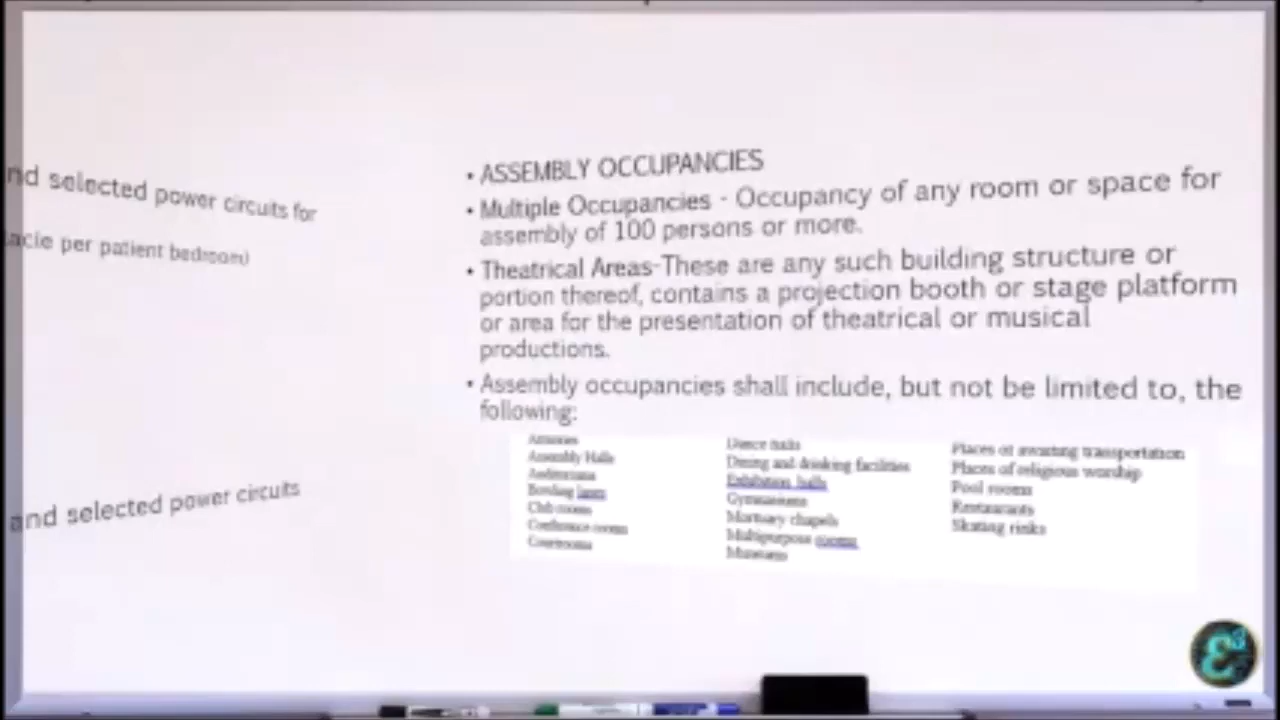 nd selected power circuits for
acle per patient bedroom)
and selected power circuits
• ASSEMBLY OCCUPANCIES
• Multiple Occupancies - Occupancy of any room or space for
assembly of 100 persons or more.
• Theatrical Areas-These are any such building structure or
portion thereof, contains a projection booth or stage platform
or area for the presentation of theatrical or musical
productions.
• Assembly occupancies shall include, but not be limited to, the
following:
Armories
Assembly Halls
Auditoriums
Bowling lanes
Club rooms
Conference rooms
Courtrooms
Dance halls
Dining and drinking facilities
Exhibition halls
Gymnasiums
Mortuary chapels
Multipurpose rooms
Museums
Places of awaiting transportation
Places of religious worship
Pool rooms
Restaurants
Skating rinks